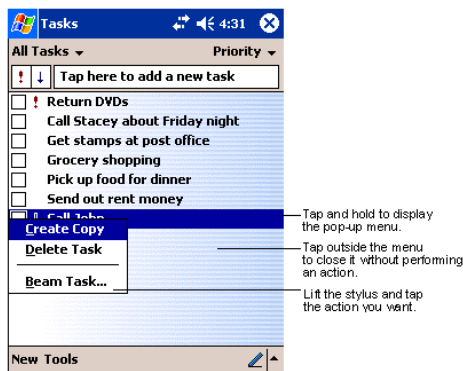 Tasks 4:31
All Tasks Priority
! ↓ Tap here to add a new task
! Return DVDs
Call Stacey about Friday night
Get stamps at post office
Grocery shopping
Pick up food for dinner
Send out rent money
Call John
Create Copy
Delete Task
Beam Task...
Tap and hold to display
the pop-up menu.
Tap outside the menu
to close it without performing
an action.
Lift the stylus and tap
the action you want.
New Tools